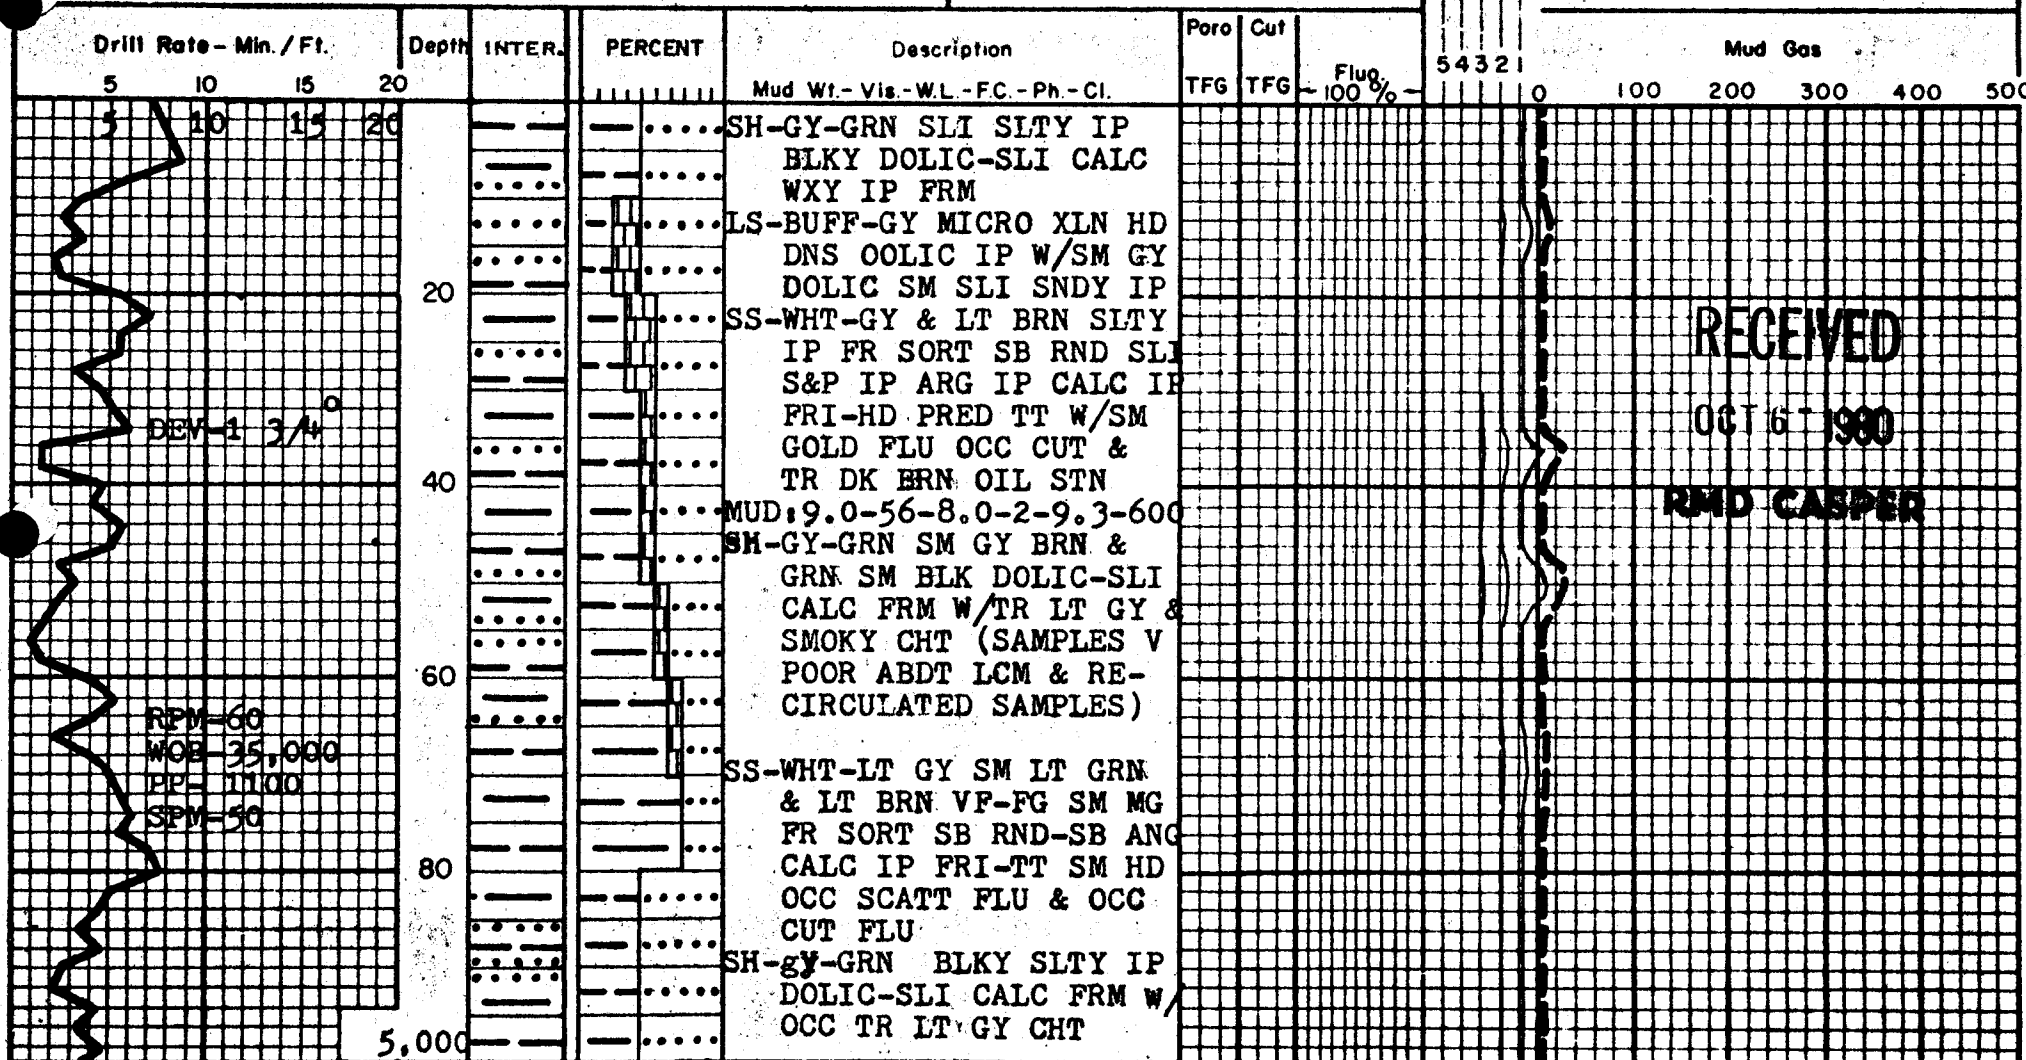 Drill Rate - Min. / Ft.
5 10 15 20
Depth
INTER.
PERCENT
Description
Mud Wt. - Vis. - W.L. - F.C. - Ph. - Cl.
Poro Cut
TFG TFG
Flug.
100 %
5 4 3 2 1
Mud Gas
0 100 200 300 400 500
5 10 15 20
SH-GY-GRN SLI SLTY IP
BLKY DOLIC-SLI CALC
WXY IP FRM
LS-BUFF-GY MICRO XLN HD
DNS OOLIC IP W/SM GY
DOLIC SM SLI SNDY IP
SS-WHT-GY & LT BRN SLTY
IP FR SORT SB RND SLI
S&P IP ARG IP CALC IP
FRI-HD PRED TT W/SM
GOLD FLU OCC CUT &
TR DK BRN OIL STN
MUD:9.0-56-8.0-2-9.3-600
SH-GY-GRN SM GY BRN &
GRN SM BLK DOLIC-SLI
CALC FRM W/TR LT GY &
SMOKY CHT (SAMPLES V
POOR ABDT LCM & RE-
CIRCULATED SAMPLES)
SS-WHT-LT GY SM LT GRN
& LT BRN VF-FG SM MG
FR SORT SB RND-SB ANG
CALC IP FRI-TT SM HD
OCC SCATT FLU & OCC
CUT FLU
SH-gy-GRN BLKY SLTY IP
DOLIC-SLI CALC FRM W/
OCC TR LT GY CHT
DEV-1 3/4°
RPM-60
WOB-35,000
PP-1100
SPM-50
20
40
60
80
5,000
RECEIVED
OCT 6 - 1980
RMD CASPER